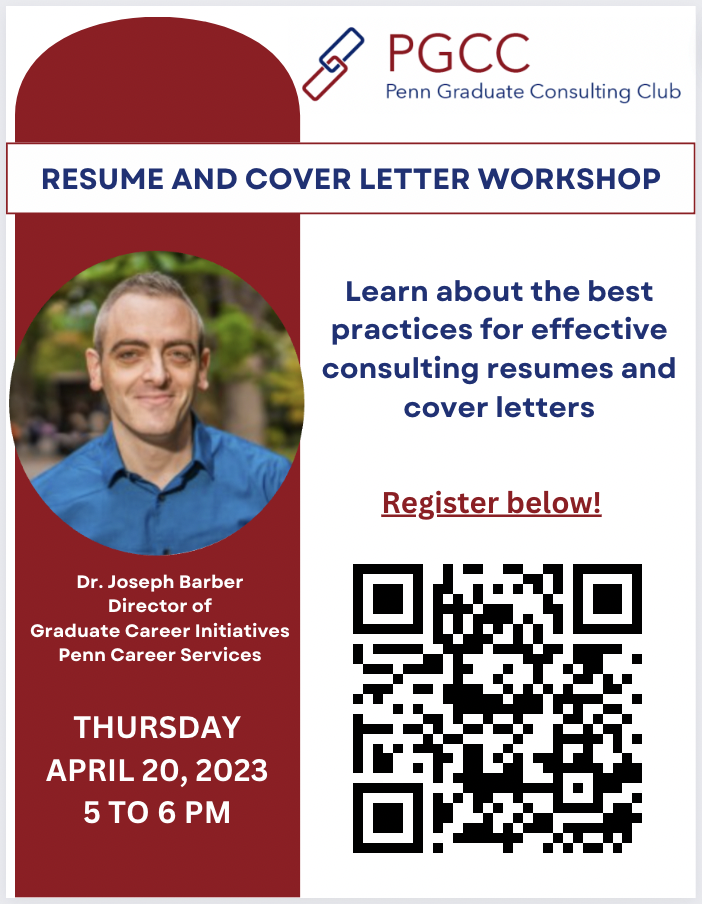 PGCC
Penn Graduate Consulting Club
RESUME AND COVER LETTER WORKSHOP
Learn about the best
practices for effective
consulting resumes and
cover letters
Register below!
Dr. Joseph Barber
Director of
Graduate Career Initiatives
Penn Career Services
THURSDAY
APRIL 20, 2023
5 TO 6 PM